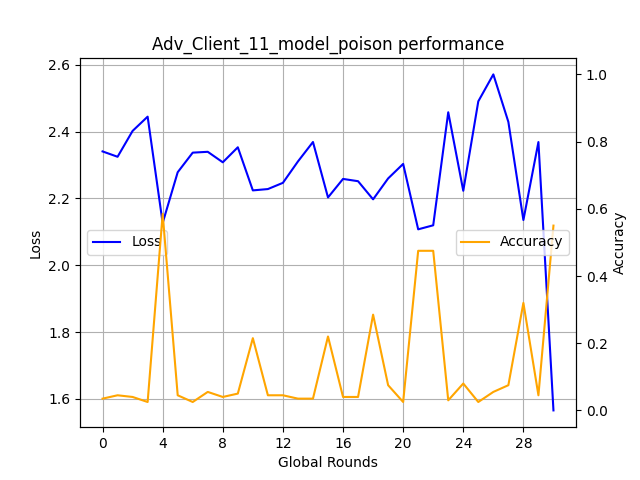 Adv_Client_11_model_poison performance
2.6
2.4
2.2
2.0
1.8
1.6
Loss
1.0
0.8
0.6
0.4
0.2
0.0
Accuracy
Loss
Accuracy
0 4 8 12 16 20 24 28
Global Rounds